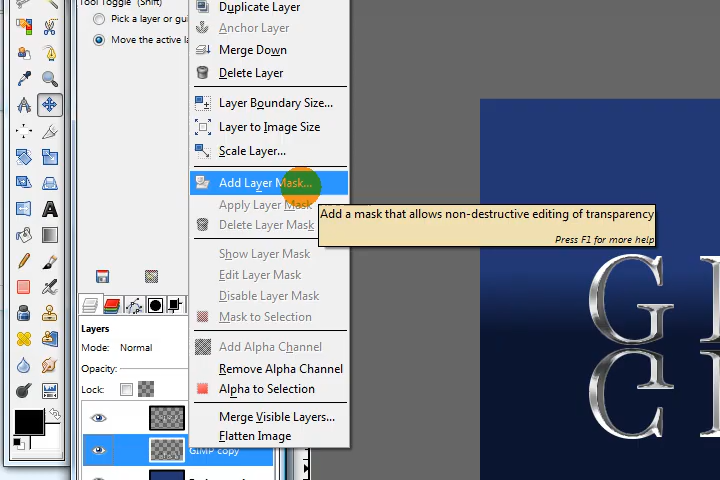 Tool Toggle (Shift)
Pick a layer or gui
Move the active la
Duplicate Layer
Anchor Layer
Merge Down
Delete Layer
Layer Boundary Size...
Layer to Image Size
Scale Layer...
Add Layer Mask...
Apply Layer Mask
Delete Layer Mask
Add a mask that allows non-destructive editing of transparency
Press F1 for more help
Show Layer Mask
Edit Layer Mask
Disable Layer Mask
Mask to Selection
Add Alpha Channel
Remove Alpha Channel
Alpha to Selection
Merge Visible Layers...
Flatten Image
Layers
Mode: Normal
Opacity:
Lock:
GIMP copy
G